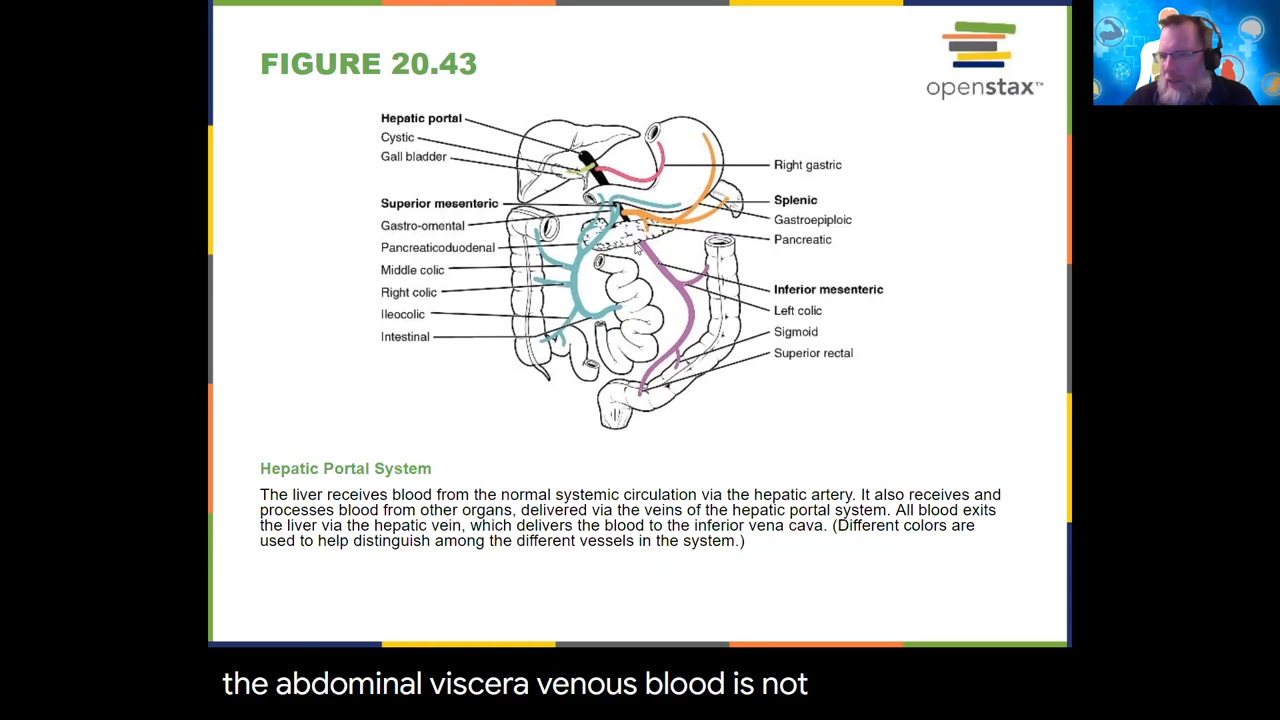 FIGURE 20.43
openstax™
Hepatic portal
Cystic
Gall bladder
Superior mesenteric
Gastro-omental
Pancreaticoduodenal
Middle colic
Right colic
Ileocolic
Intestinal
Right gastric
Splenic
Gastroepiploic
Pancreatic
Inferior mesenteric
Left colic
Sigmoid
Superior rectal
Hepatic Portal System
The liver receives blood from the normal systemic circulation via the hepatic artery. It also receives and
processes blood from other organs, delivered via the veins of the hepatic portal system. All blood exits
the liver via the hepatic vein, which delivers the blood to the inferior vena cava. (Different colors are
used to help distinguish among the different vessels in the system.)
the abdominal viscera venous blood is not